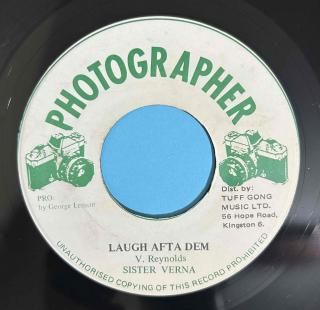 PHOTOGRAPHER
PRO:
by George Lemon
Dist. by:
TUFF GONG
MUSIC LTD.
56 Hope Road,
Kingston 6.
LAUGH AFTA DEM
V. Reynolds
SISTER VERNA
UNAUTHORISED COPYING OF THIS RECORD PROHIBITED